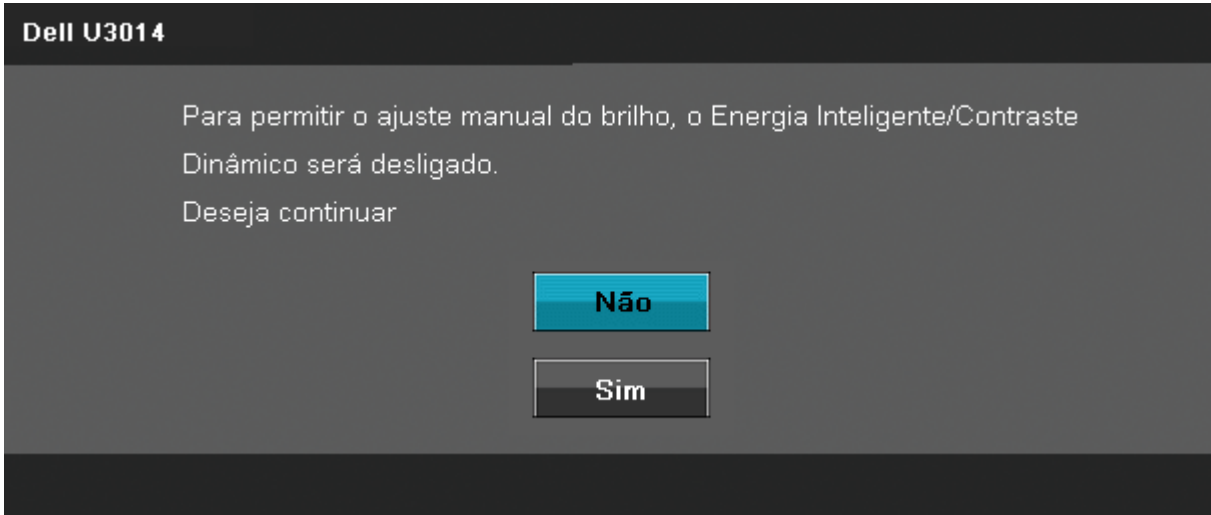 Dell U3014
Para permitir o ajuste manual do brilho, o Energia Inteligente/Contraste
Dinâmico será desligado.
Deseja continuar
Não
Sim